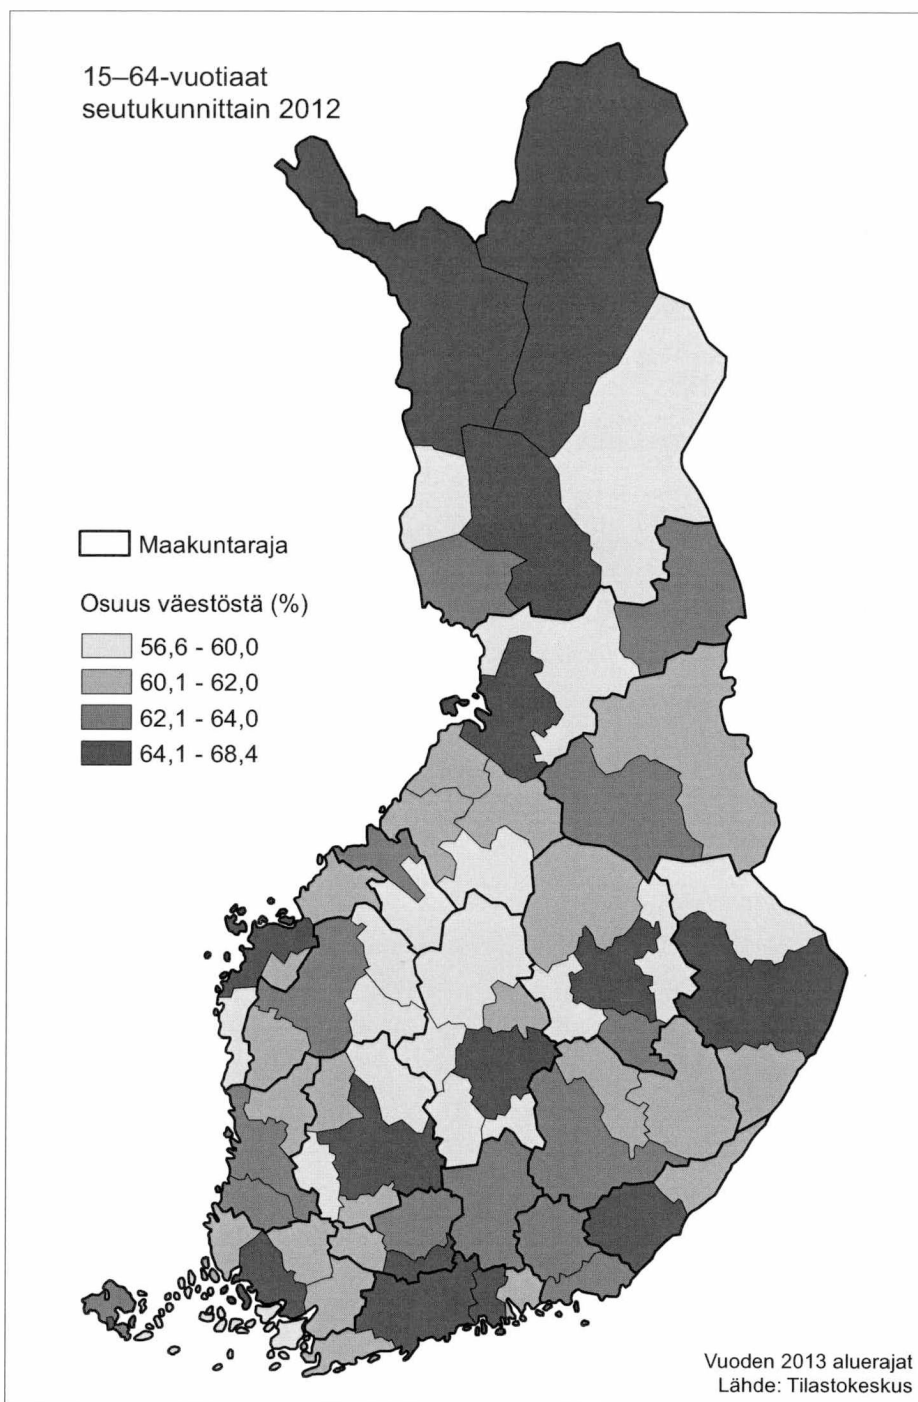 15–64-vuotiaat
seutukunnittain 2012
Maakuntaraja
Osuus väestöstä (%)
56,6 - 60,0
60,1 - 62,0
62,1 - 64,0
64,1 - 68,4
Vuoden 2013 aluerajat
Lähde: Tilastokeskus